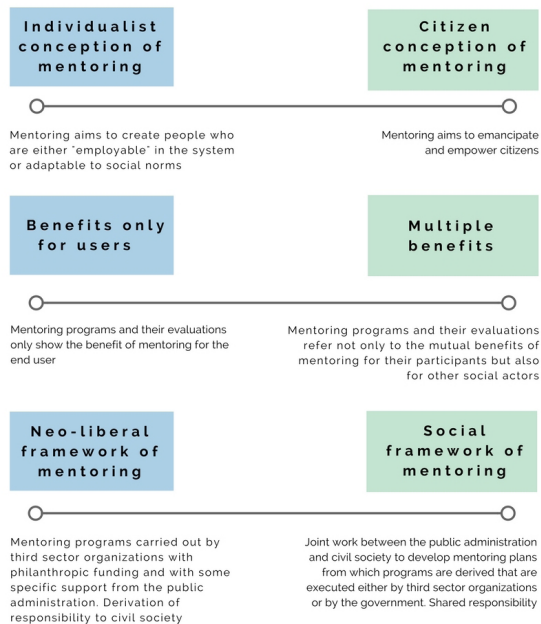 Individualist
conception of
mentoring
Citizen
conception of
mentoring
Mentoring aims to create people who
are either "employable" in the system
or adaptable to social norms
Mentoring aims to emancipate
and empower citizens
Benefits only
for users
Multiple
benefits
Mentoring programs and their evaluations
only show the benefit of mentoring for the
end user
Mentoring programs and their evaluations
refer not only to the mutual benefits of
mentoring for their participants but also
for other social actors
Neo-liberal
framework of
mentoring
Social
framework of
mentoring
Mentoring programs carried out by
third sector organizations with
philanthropic funding and with some
specific support from the public
administration. Derivation of
responsibility to civil society
Joint work between the public administration
and civil society to develop mentoring plans
from which programs are derived that are
executed either by third sector organizations
or by the government. Shared responsibility